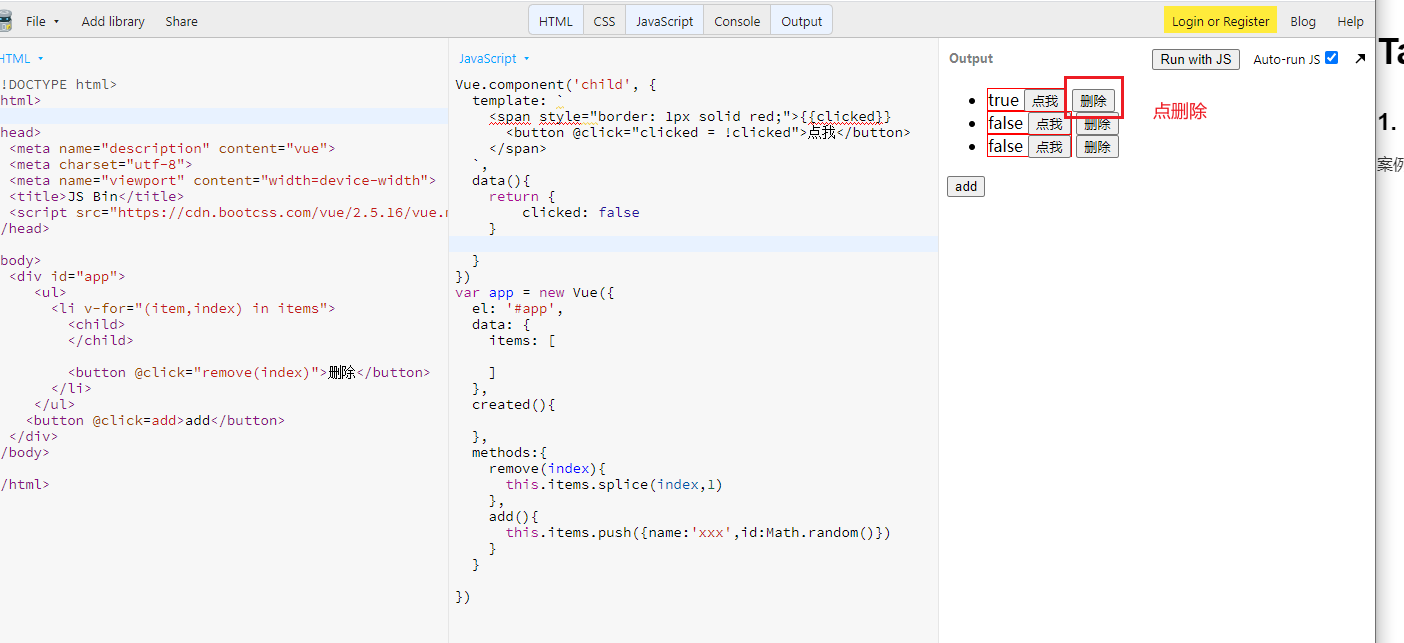 File Add library Share HTML CSS JavaScript Console Output Login or Register Blog Help
HTML
!DOCTYPE html>
html>
head>
<meta name="description" content="vue">
<meta charset="utf-8">
<meta name="viewport" content="width=device-width">
<title>JS Bin</title>
<script src="https://cdn.bootcss.com/vue/2.5.16/vue.
/head>
body>
<div id="app">
<ul>
<li v-for="(item,index) in items">
<child>
</child>
<button @click="remove(index)">删除</button>
</li>
</ul>
<button @click=add>add</button>
</div>
/body>
/html>
JavaScript
Vue.component('child', {
template: `
<span style="border: 1px solid red;">{{clicked}}
<button @click="clicked = !clicked">点我</button>
</span>
`,
data(){
return {
clicked: false
}
}
})
var app = new Vue({
el: '#app',
data: {
items: [
]
},
created(){
},
methods:{
remove(index){
this.items.splice(index,1)
},
add(){
this.items.push({name:'xxx',id:Math.random()})
}
}
})
Output Run with JS Auto-run JS
true 点我 删除
false 点我 删除
false 点我 删除
add
点删除
1.